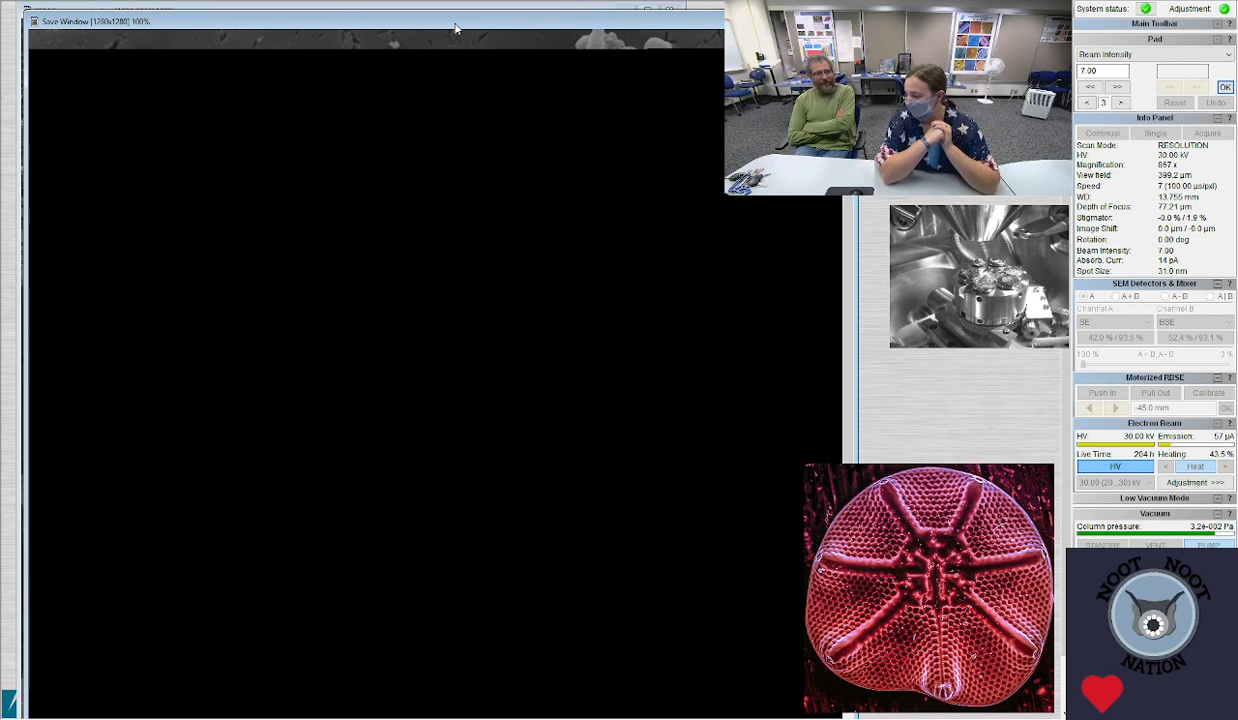 Save Window [1280x1280] 100%
System status: Adjustment:
Main Toolbar
Pad
Beam Intensity
7.00
<< >> << >> OK
< 3 > Reset Undo
Info Panel
Continual Single Acquire
Scan Mode: RESOLUTION
HV: 30.00 kV
Magnification: 867 x
View field: 399.2 µm
Speed: 7 (100.00 µs/pxl)
WD: 13.755 mm
Depth of Focus: 77.21 µm
Stigmator: -0.0 % / 1.9 %
Image Shift: 0.0 µm / -0.0 µm
Rotation: 0.00 deg
Beam Intensity: 7.00
Absorb. Curr: 14 pA
Spot Size: 31.0 nm
SEM Detectors & Mixer
A A+B A-B A|B
Channel A Channel B
SE BSE
42.0 % / 93.5 % 52.4 % / 93.1 %
100 % A+B, A-B 0 %
Motorized RBSE
Push In Pull Out Calibrate
-45.0 mm OK
Electron Beam
HV: 30.00 kV Emission: 57 µA
Live Time: 204 h Heating: 43.5 %
HV < Heat >
30.00 (20...30) kV Adjustment >>>
Low Vacuum Mode
Vacuum
Column pressure: 3.2e-002 Pa
STANDBY VENT PUMP
NOOT NOOT
NATION